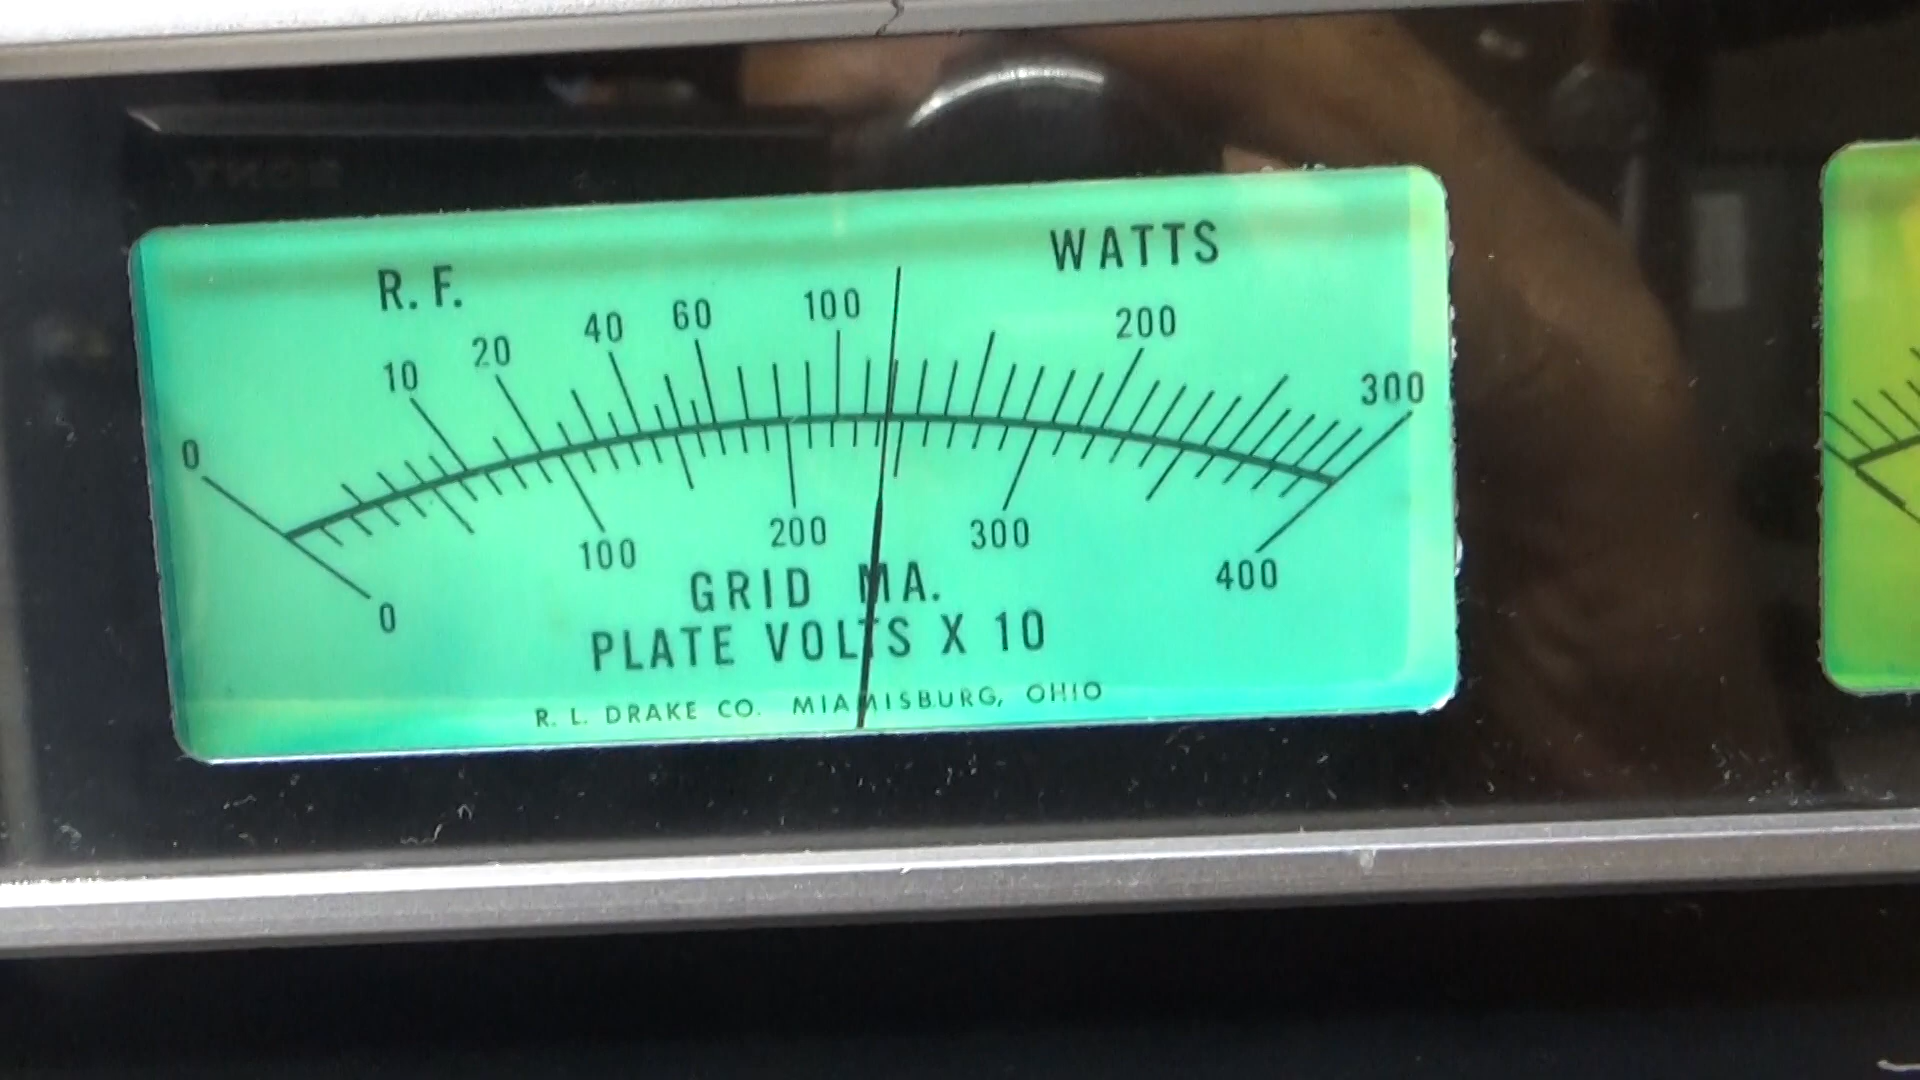 R.F. WATTS
0 10 20 40 60 100 200 300
0 100 200 300 400
GRID MA.
PLATE VOLTS X 10
R. L. DRAKE CO. MIAMISBURG, OHIO